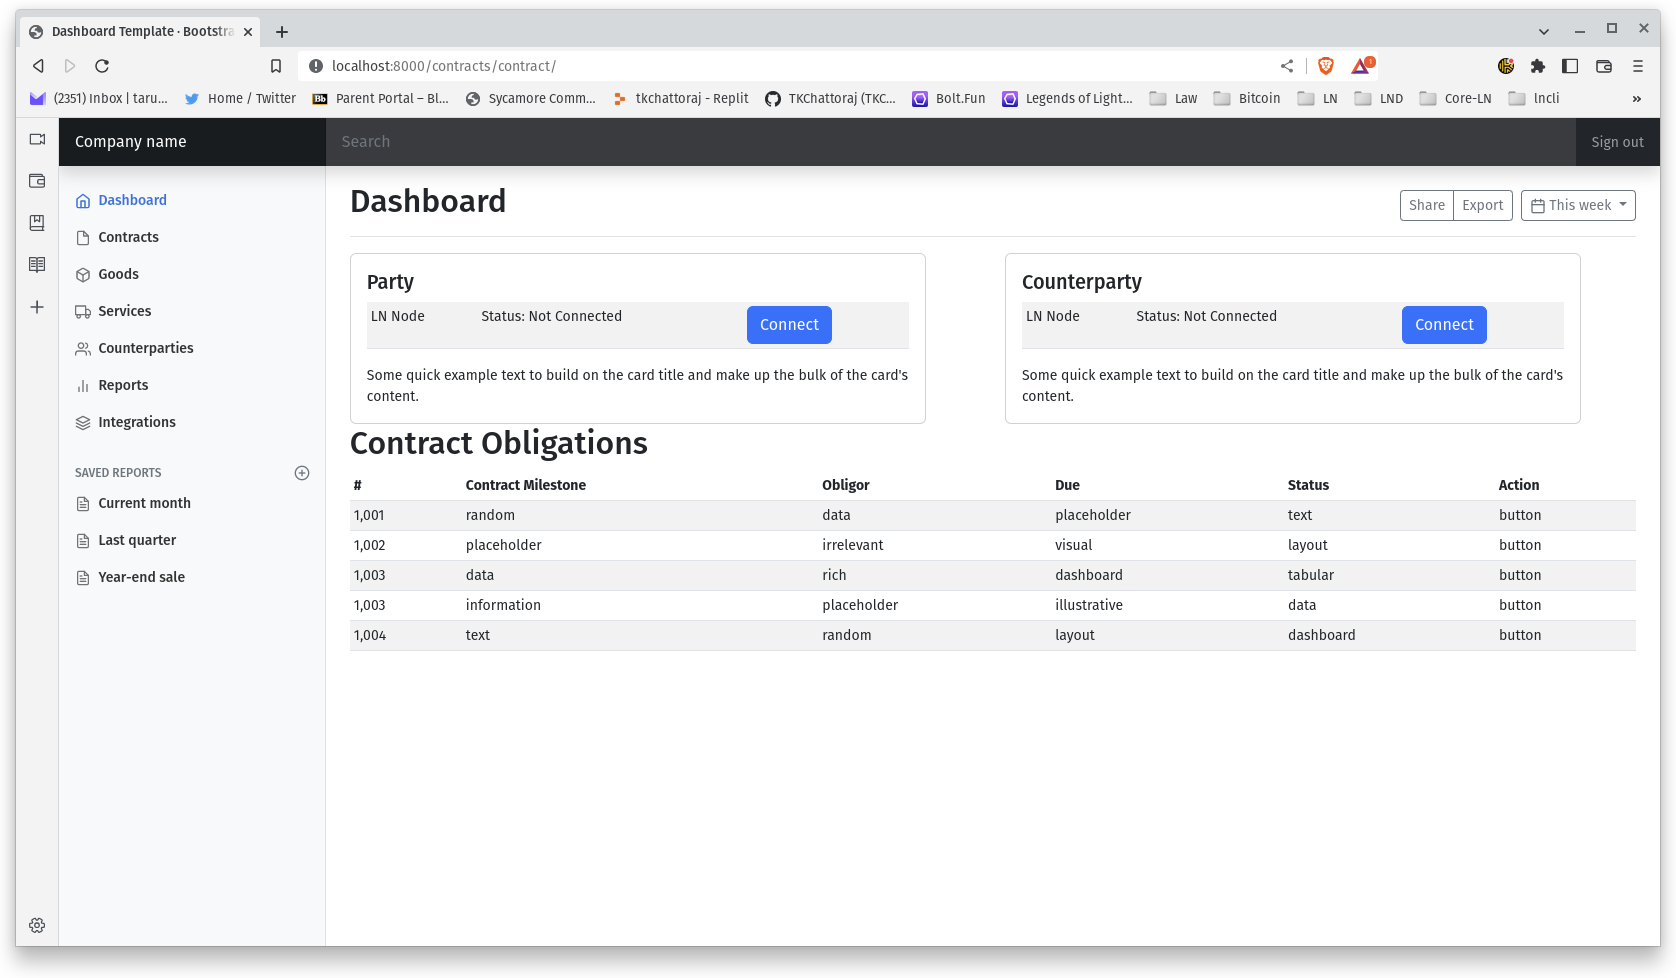 Dashboard Template · Bootstra
localhost:8000/contracts/contract/
1
(2351) Inbox | taru... Home / Twitter Bb Parent Portal – Bl... Sycamore Comm... tkchattoraj - Replit TKChattoraj (TKC... Bolt.Fun Legends of Light... Law Bitcoin LN LND Core-LN lncli »
Company name Search Sign out
Dashboard
Contracts
Goods
Services
Counterparties
Reports
Integrations
SAVED REPORTS
Current month
Last quarter
Year-end sale
Dashboard Share Export This week
Party
LN Node Status: Not Connected Connect
Some quick example text to build on the card title and make up the bulk of the card's
content.
Counterparty
LN Node Status: Not Connected Connect
Some quick example text to build on the card title and make up the bulk of the card's
content.
Contract Obligations
# Contract Milestone Obligor Due Status Action
1,001 random data placeholder text button
1,002 placeholder irrelevant visual layout button
1,003 data rich dashboard tabular button
1,003 information placeholder illustrative data button
1,004 text random layout dashboard button